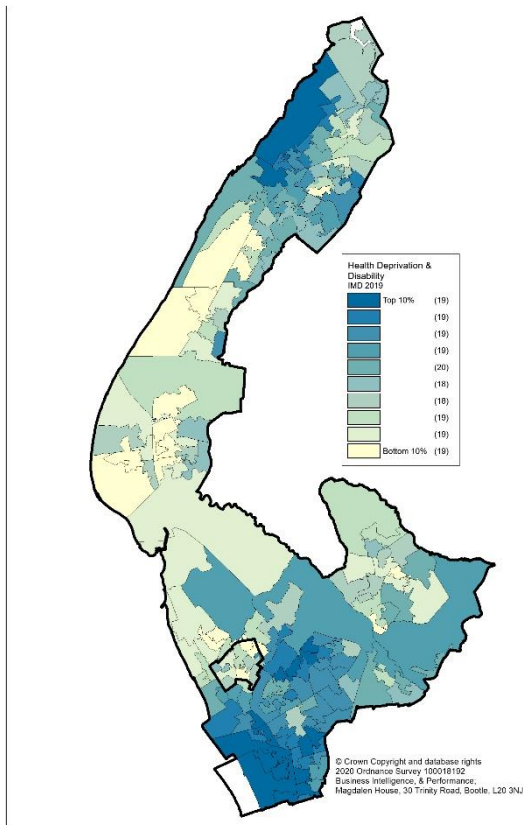 Health Deprivation &
Disability
IMD 2019
Top 10% (19)
(19)
(19)
(19)
(20)
(18)
(18)
(19)
(19)
Bottom 10% (19)
© Crown Copyright and database rights
2020 Ordnance Survey 100018192
Business Intelligence, & Performance,
Magdalen House, 30 Trinity Road, Bootle, L20 3NJ